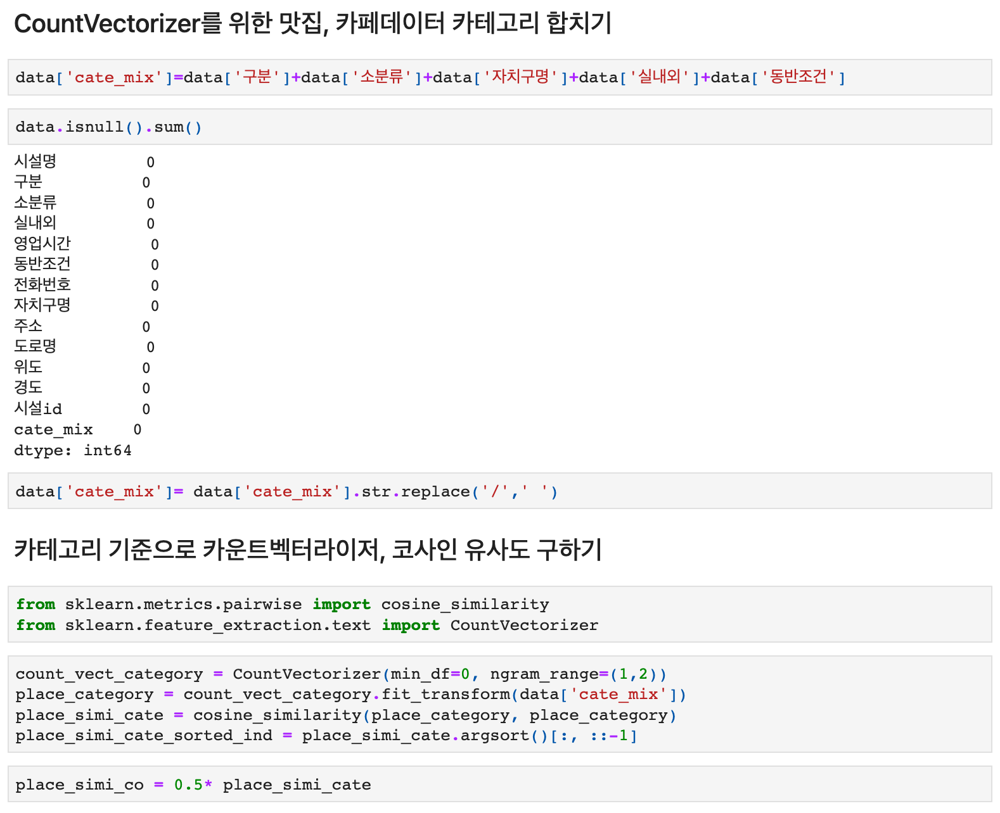 CountVectorizer를 위한 맛집, 카페데이터 카테고리 합치기
data['cate_mix']=data['구분']+data['소분류']+data['자치구명']+data['실내외']+data['동반조건']
data.isnull().sum()
시설명 0
구분 0
소분류 0
실내외 0
영업시간 0
동반조건 0
전화번호 0
자치구명 0
주소 0
도로명 0
위도 0
경도 0
시설id 0
cate_mix 0
dtype: int64
data['cate_mix']= data['cate_mix'].str.replace('/',' ')
카테고리 기준으로 카운트벡터라이저, 코사인 유사도 구하기
from sklearn.metrics.pairwise import cosine_similarity
from sklearn.feature_extraction.text import CountVectorizer
count_vect_category = CountVectorizer(min_df=0, ngram_range=(1,2))
place_category = count_vect_category.fit_transform(data['cate_mix'])
place_simi_cate = cosine_similarity(place_category, place_category)
place_simi_cate_sorted_ind = place_simi_cate.argsort()[:, ::-1]
place_simi_co = 0.5* place_simi_cate